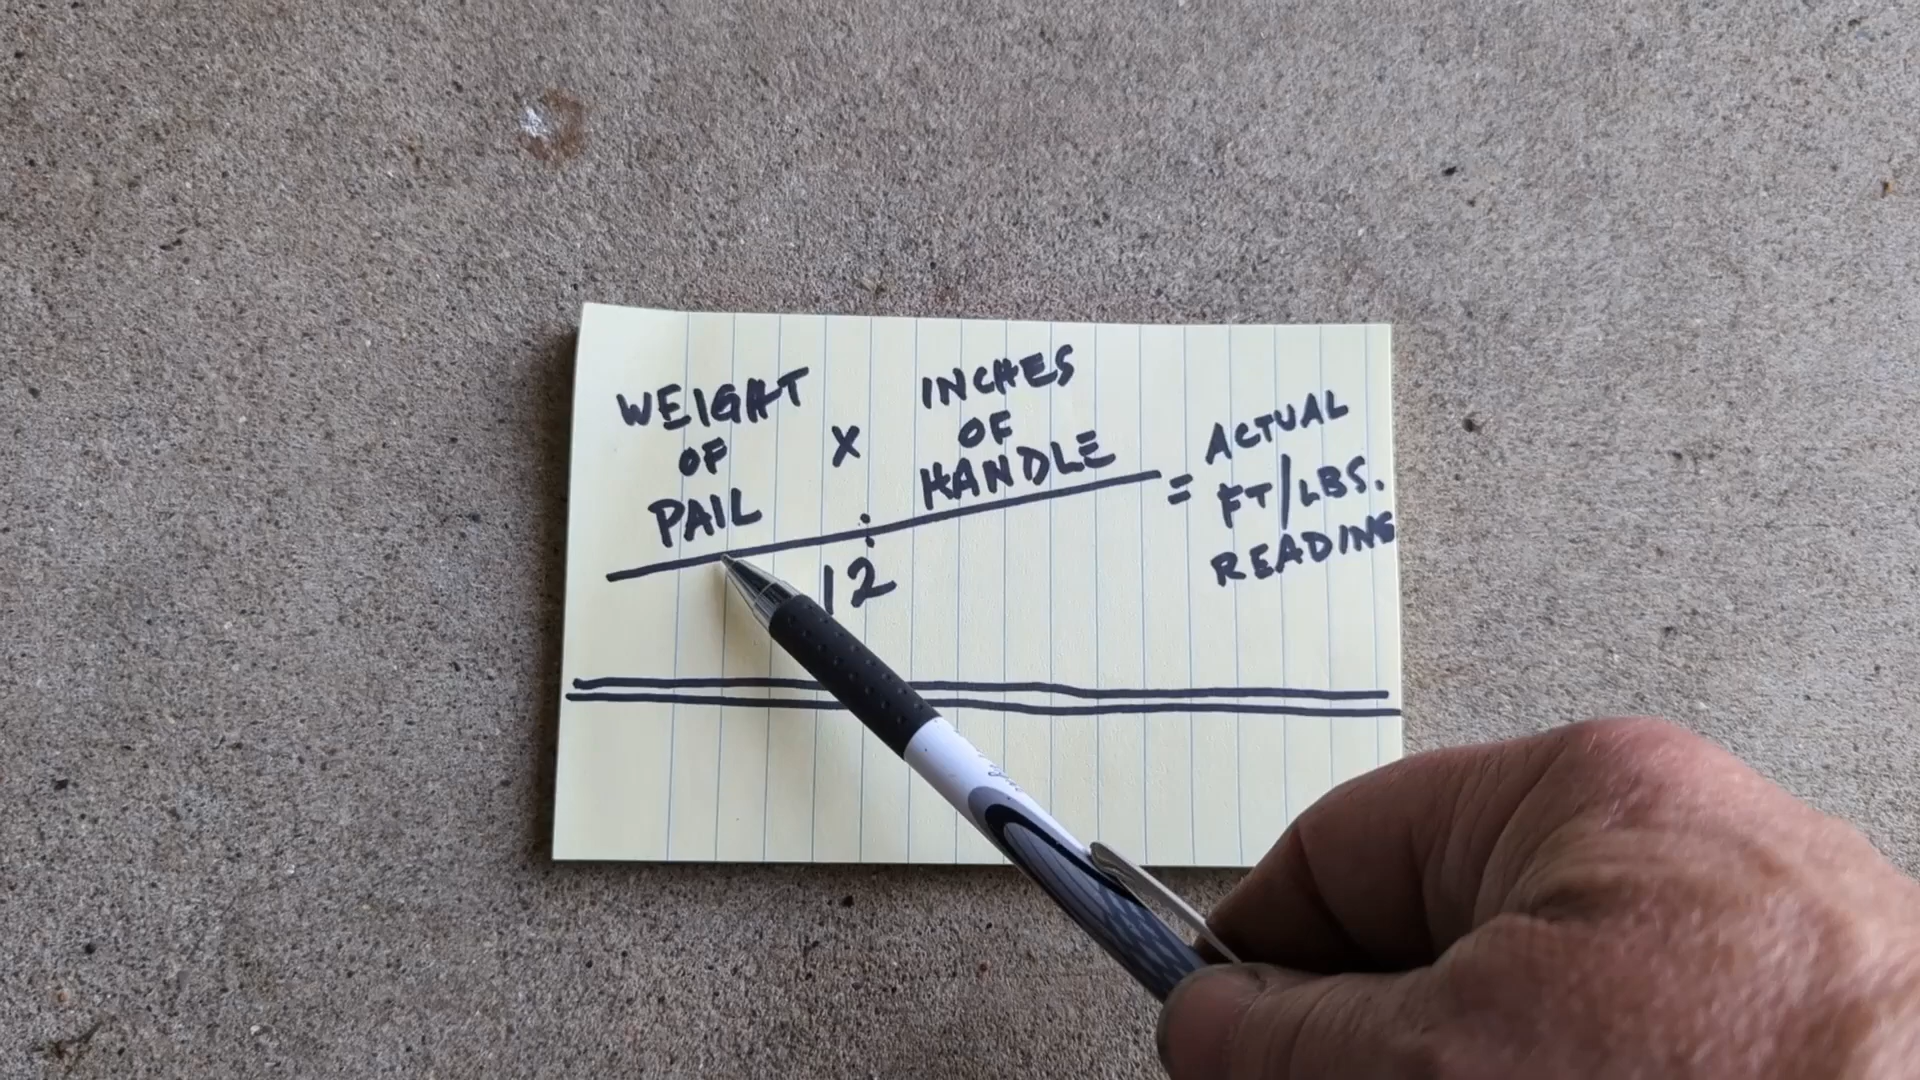 WEIGHT
OF
PAIL
X
INCHES
OF
HANDLE
÷
12
=
ACTUAL
FT/LBS.
READING